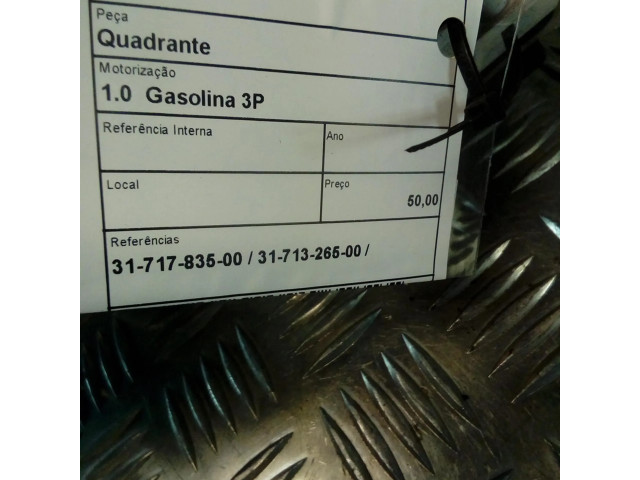 Peça
Quadrante
Motorização
1.0 Gasolina 3P
Referência Interna
Ano
Local
Preço
50,00
Referências
31-717-835-00 / 31-713-265-00 /